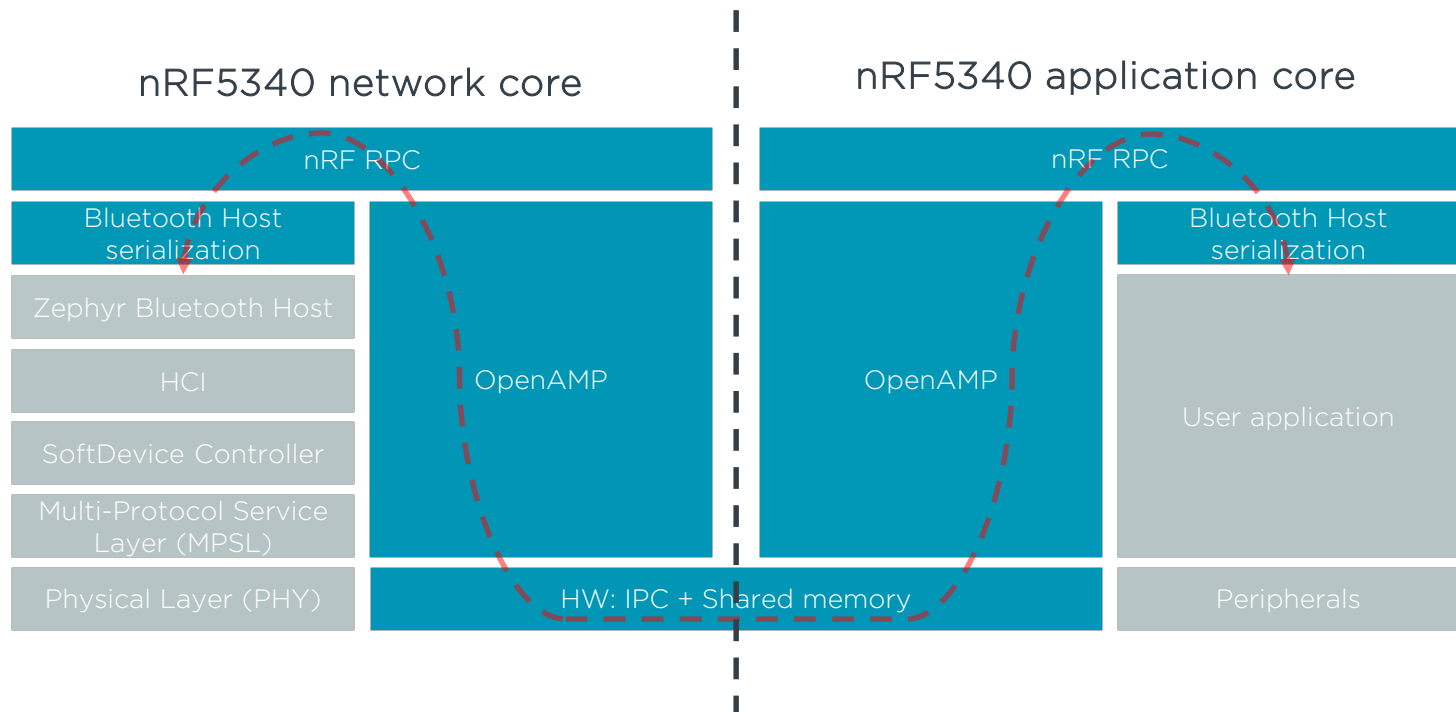 nRF5340 network core
nRF5340 application core
nRF RPC
nRF RPC
Bluetooth Host
serialization
Bluetooth Host
serialization
Zephyr Bluetooth Host
HCI
OpenAMP
OpenAMP
User application
SoftDevice Controller
Multi-Protocol Service
Layer (MPSL)
Physical Layer (PHY)
HW: IPC + Shared memory
Peripherals